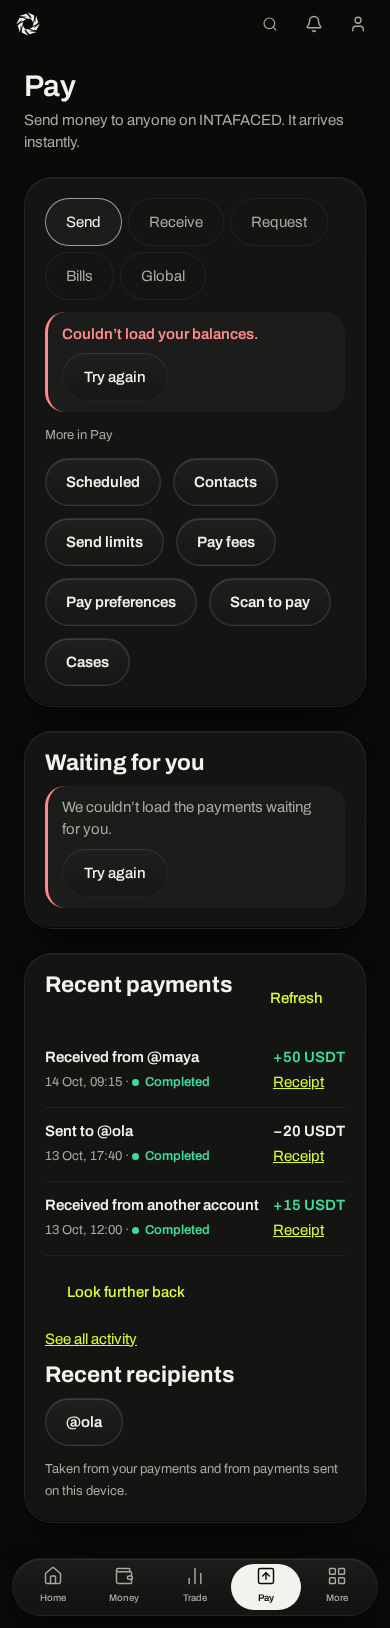 Pay
Send money to anyone on INTAFACED. It arrives
instantly.
Send
Receive
Request
Bills
Global
Couldn’t load your balances.
Try again
More in Pay
Scheduled
Contacts
Send limits
Pay fees
Pay preferences
Scan to pay
Cases
Waiting for you
We couldn’t load the payments waiting
for you.
Try again
Recent payments
Refresh
Received from @maya
+50 USDT
14 Oct, 09:15 · Completed
Receipt
Sent to @ola
−20 USDT
13 Oct, 17:40 · Completed
Receipt
Received from another account
+15 USDT
13 Oct, 12:00 · Completed
Receipt
Look further back
See all activity
Recent recipients
@ola
Taken from your payments and from payments sent
on this device.
Home
Money
Trade
Pay
More